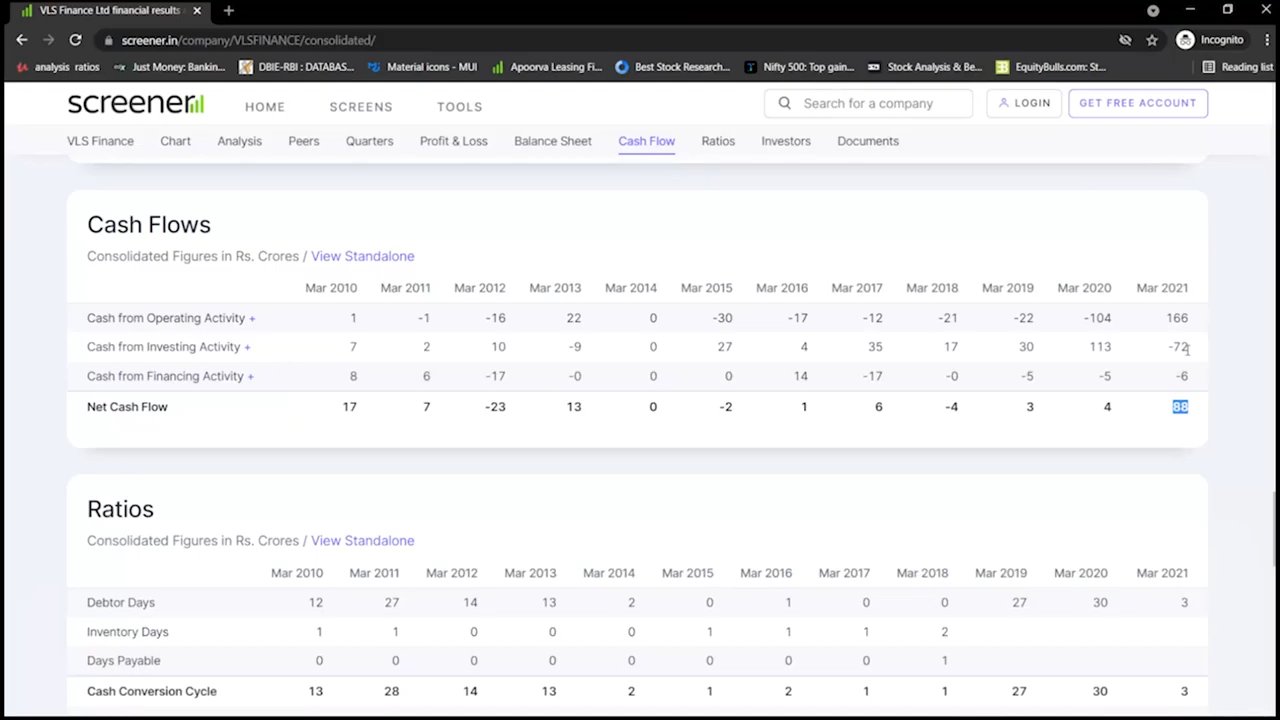 VLS Finance Ltd financial results
screener.in/company/VLSFINANCE/consolidated/ Incognito
analysis ratios Just Money: Bankin... DBIE-RBI : DATABAS... Material icons - MUI Apoorva Leasing Fi... Best Stock Research... Nifty 500: Top gain... Stock Analysis & Be... EquityBulls.com: St... Reading list
screener HOME SCREENS TOOLS Search for a company LOGIN GET FREE ACCOUNT
VLS Finance Chart Analysis Peers Quarters Profit & Loss Balance Sheet Cash Flow Ratios Investors Documents
Cash Flows
Consolidated Figures in Rs. Crores / View Standalone
Mar 2010 Mar 2011 Mar 2012 Mar 2013 Mar 2014 Mar 2015 Mar 2016 Mar 2017 Mar 2018 Mar 2019 Mar 2020 Mar 2021
Cash from Operating Activity + 1 -1 -16 22 0 -30 -17 -12 -21 -22 -104 166
Cash from Investing Activity + 7 2 10 -9 0 27 4 35 17 30 113 -72
Cash from Financing Activity + 8 6 -17 -0 0 0 14 -17 -0 -5 -5 -6
Net Cash Flow 17 7 -23 13 0 -2 1 6 -4 3 4 88
Ratios
Consolidated Figures in Rs. Crores / View Standalone
Mar 2010 Mar 2011 Mar 2012 Mar 2013 Mar 2014 Mar 2015 Mar 2016 Mar 2017 Mar 2018 Mar 2019 Mar 2020 Mar 2021
Debtor Days 12 27 14 13 2 0 1 0 0 27 30 3
Inventory Days 1 1 0 0 0 1 1 1 2
Days Payable 0 0 0 0 0 0 0 0 1
Cash Conversion Cycle 13 28 14 13 2 1 2 1 1 27 30 3